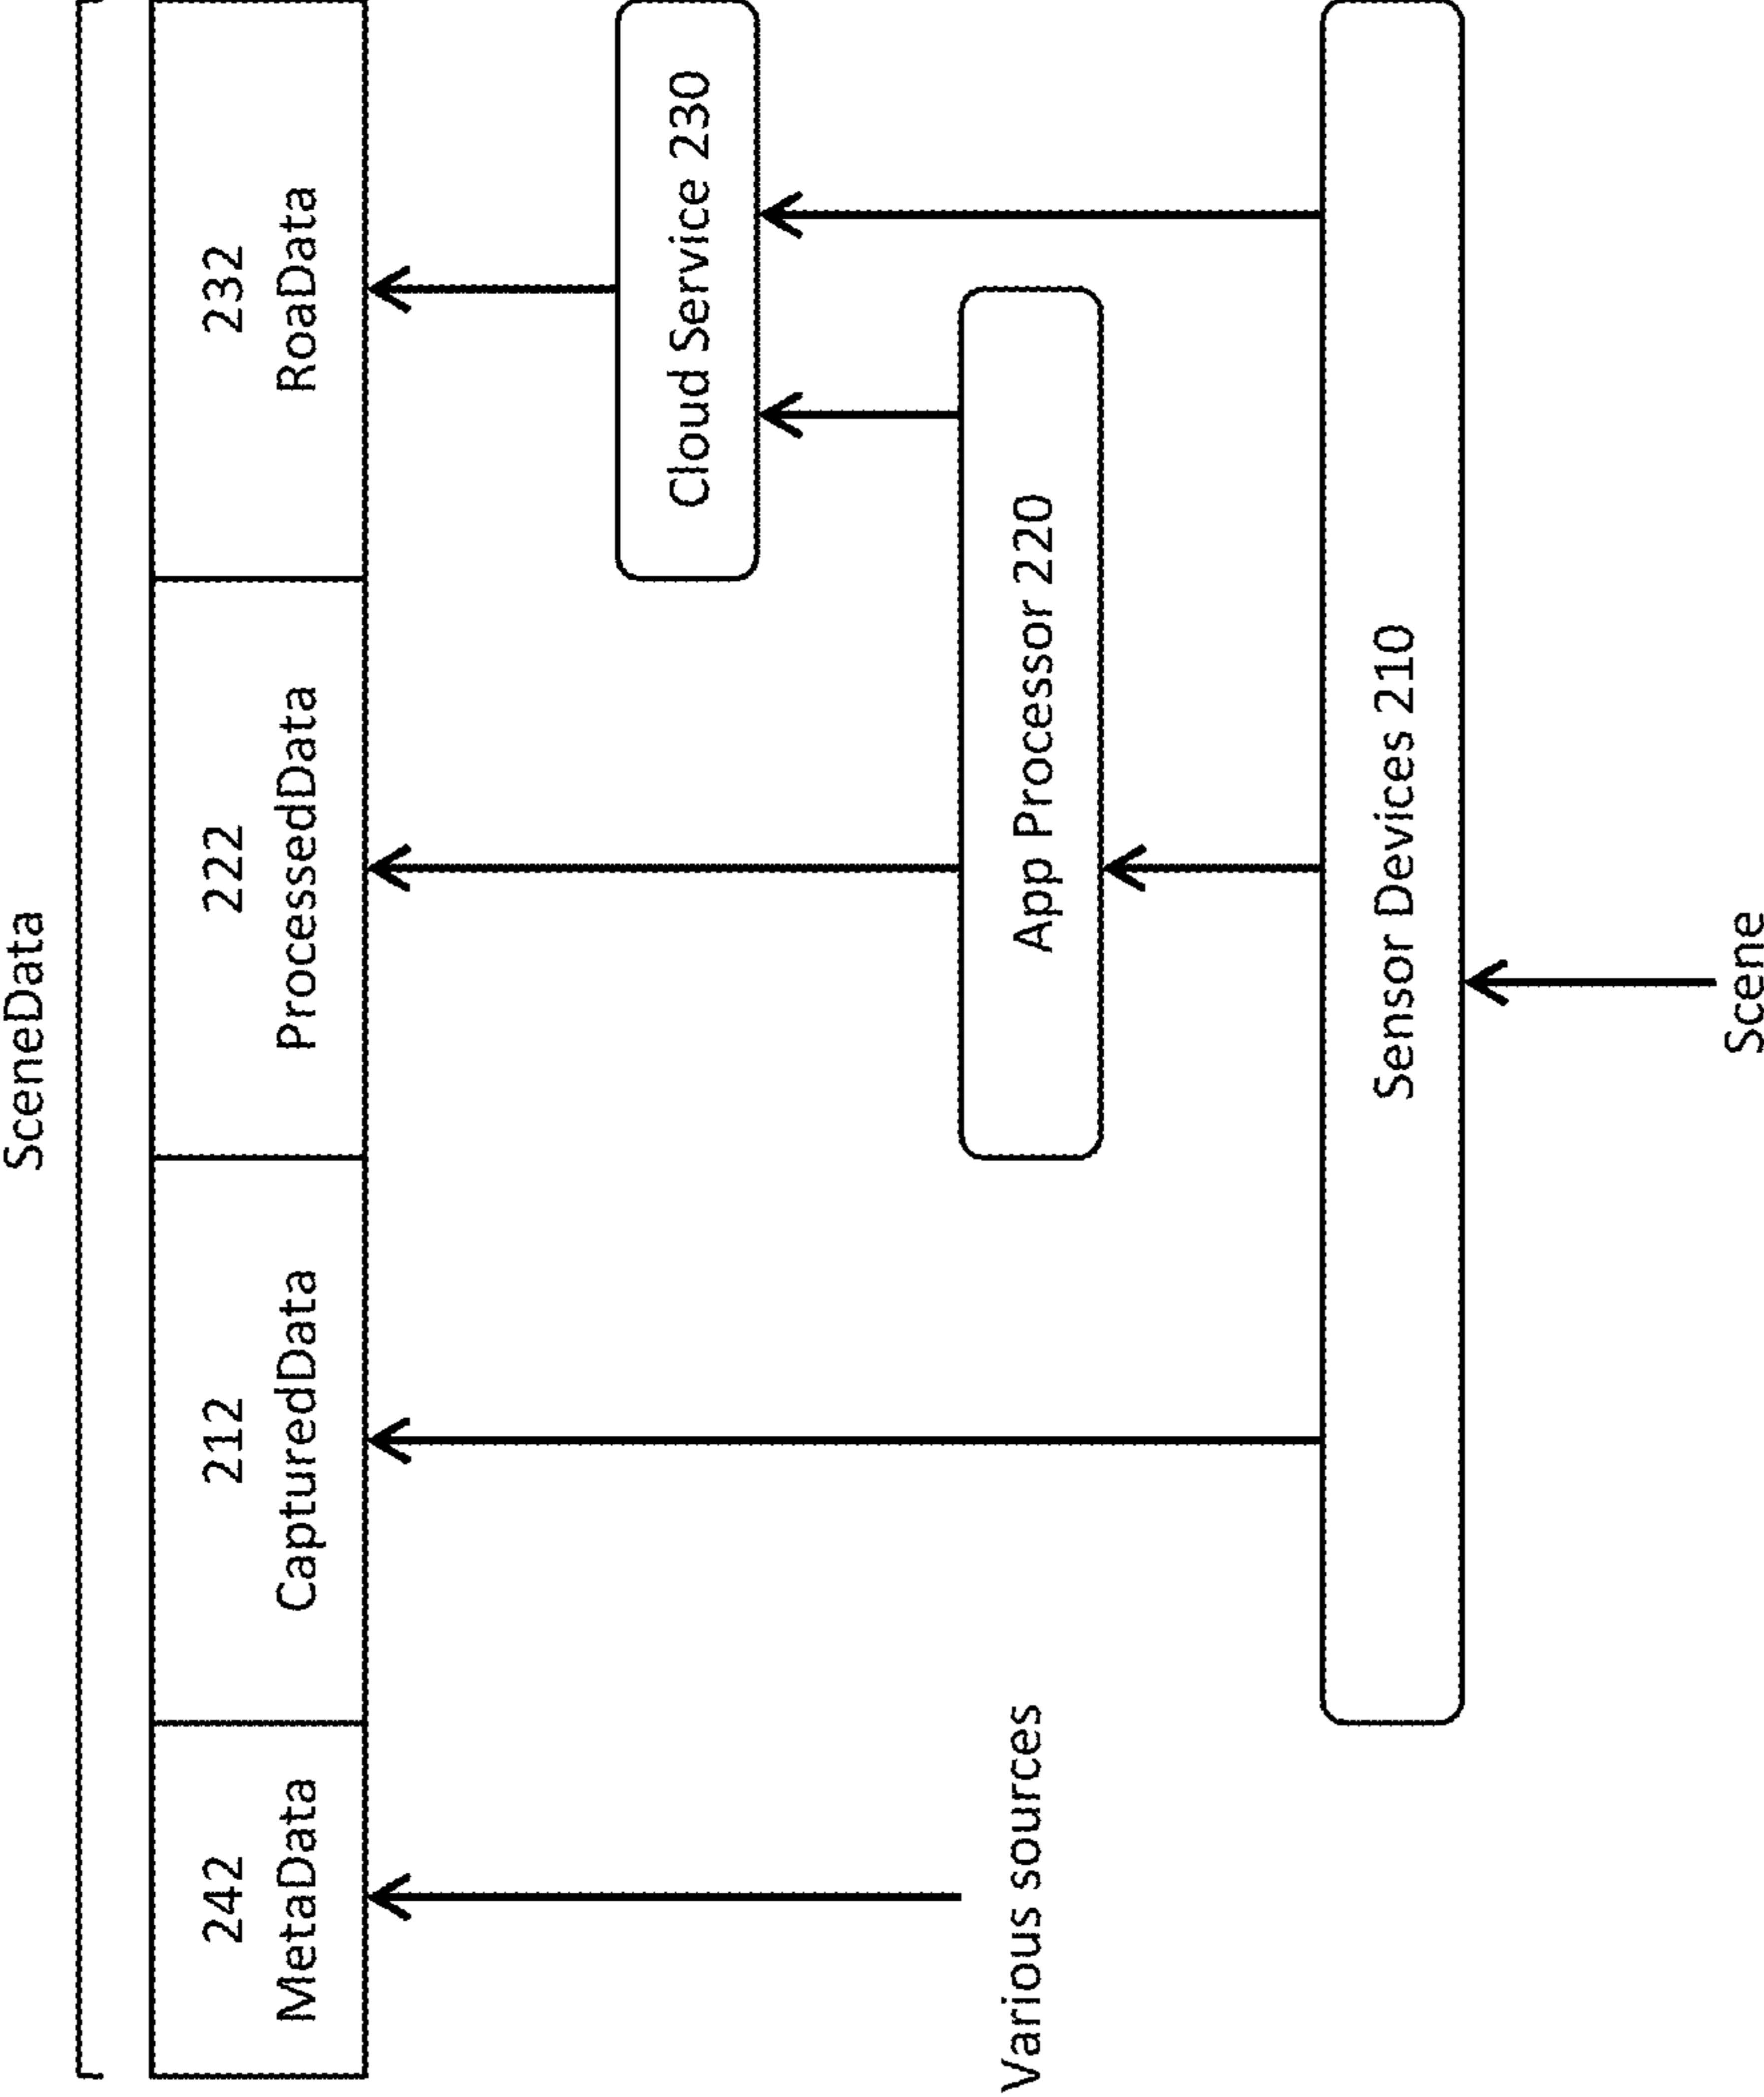 SceneData
242
MetaData
212
CapturedData
222
ProcessedData
232
RoaData
Cloud Service 230
Various sources
App Processor 220
Sensor Devices 210
Scene